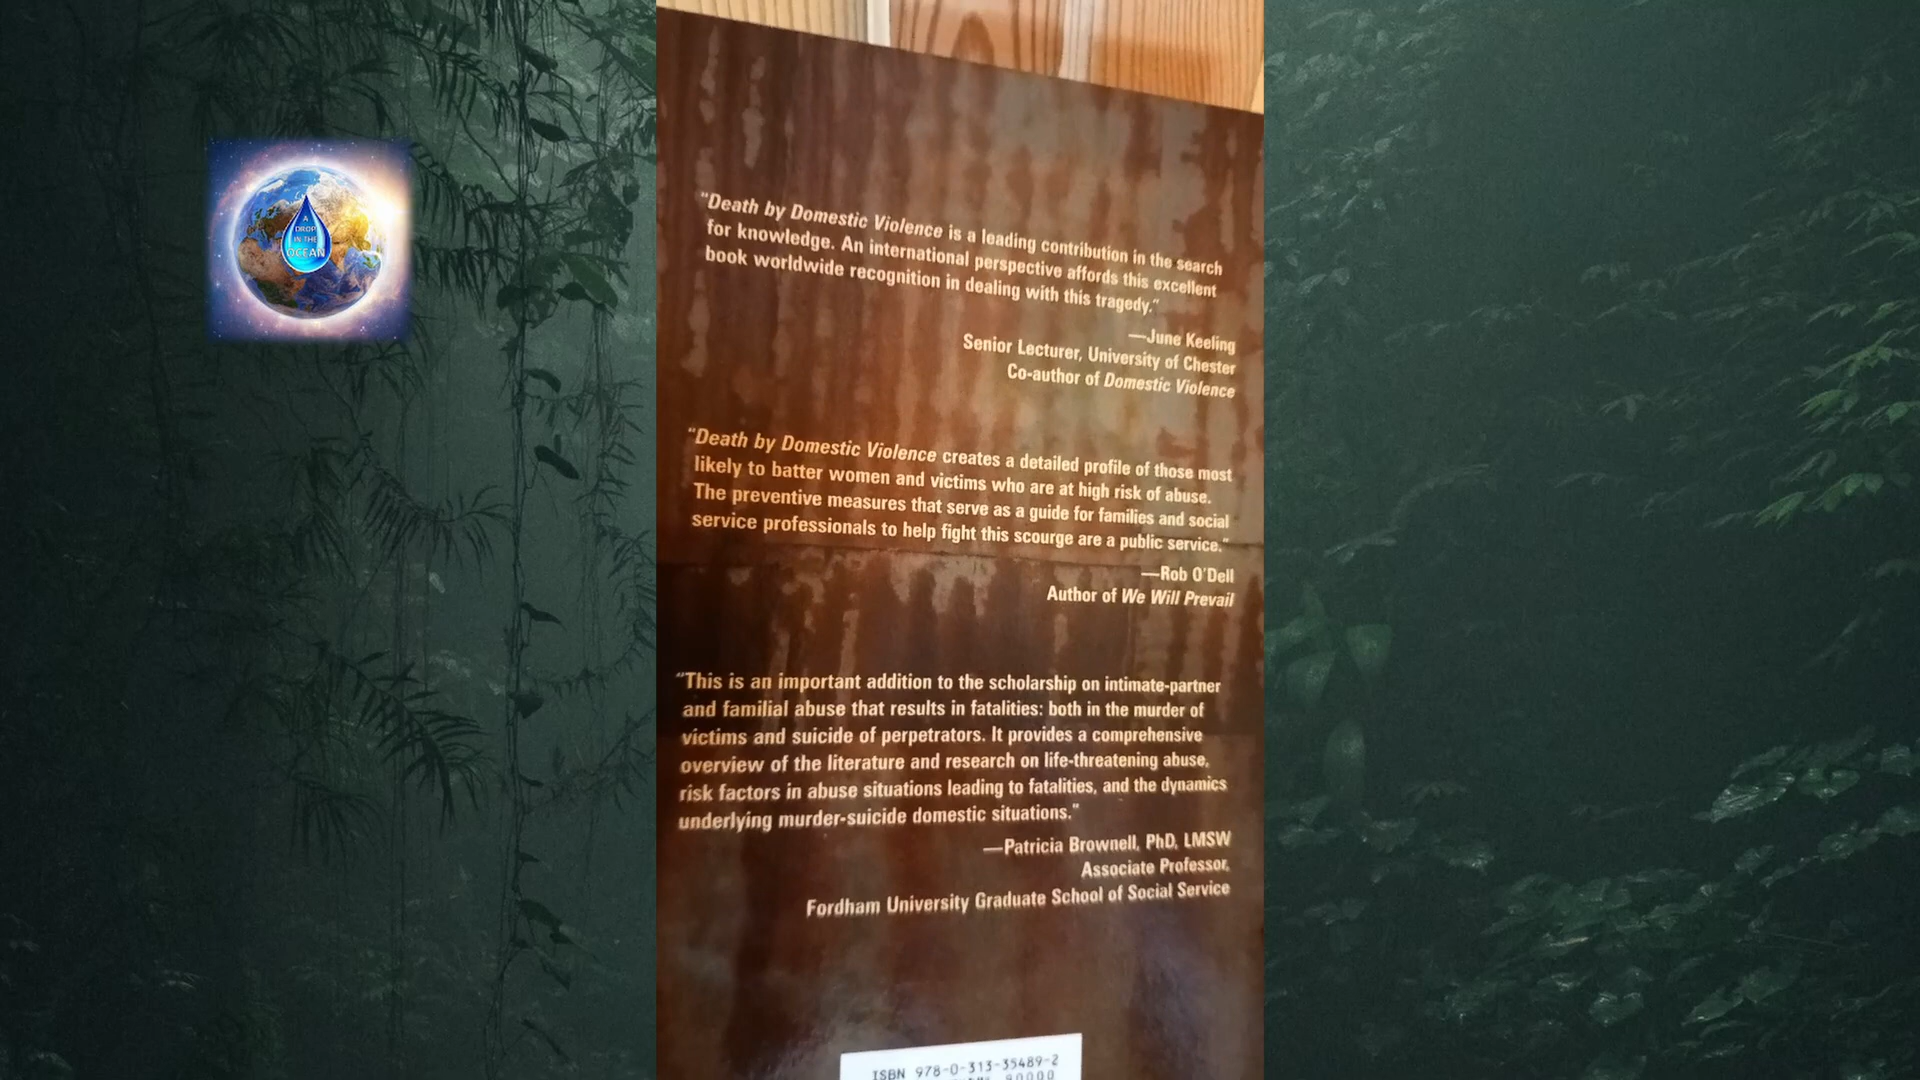 A
DROP
IN THE
OCEAN
"Death by Domestic Violence is a leading contribution in the search
for knowledge. An international perspective affords this excellent
book worldwide recognition in dealing with this tragedy."
—June Keeling
Senior Lecturer, University of Chester
Co-author of Domestic Violence
"Death by Domestic Violence creates a detailed profile of those most
likely to batter women and victims who are at high risk of abuse.
The preventive measures that serve as a guide for families and social
service professionals to help fight this scourge are a public service."
—Rob O'Dell
Author of We Will Prevail
"This is an important addition to the scholarship on intimate-partner
and familial abuse that results in fatalities: both in the murder of
victims and suicide of perpetrators. It provides a comprehensive
overview of the literature and research on life-threatening abuse,
risk factors in abuse situations leading to fatalities, and the dynamics
underlying murder-suicide domestic situations."
—Patricia Brownell, PhD, LMSW
Associate Professor,
Fordham University Graduate School of Social Service
ISBN 978-0-313-35489-2
90000